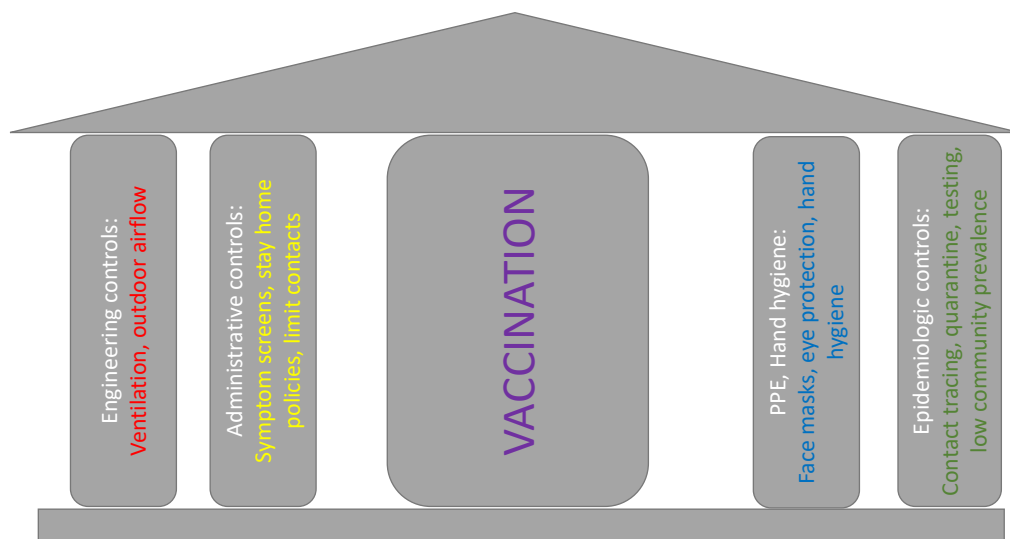 Engineering controls:
Ventilation, outdoor airflow
Administrative controls:
Symptom screens, stay home
policies, limit contacts
VACCINATION
PPE, Hand hygiene:
Face masks, eye protection, hand
hygiene
Epidemiologic controls:
Contact tracing, quarantine, testing,
low community prevalence